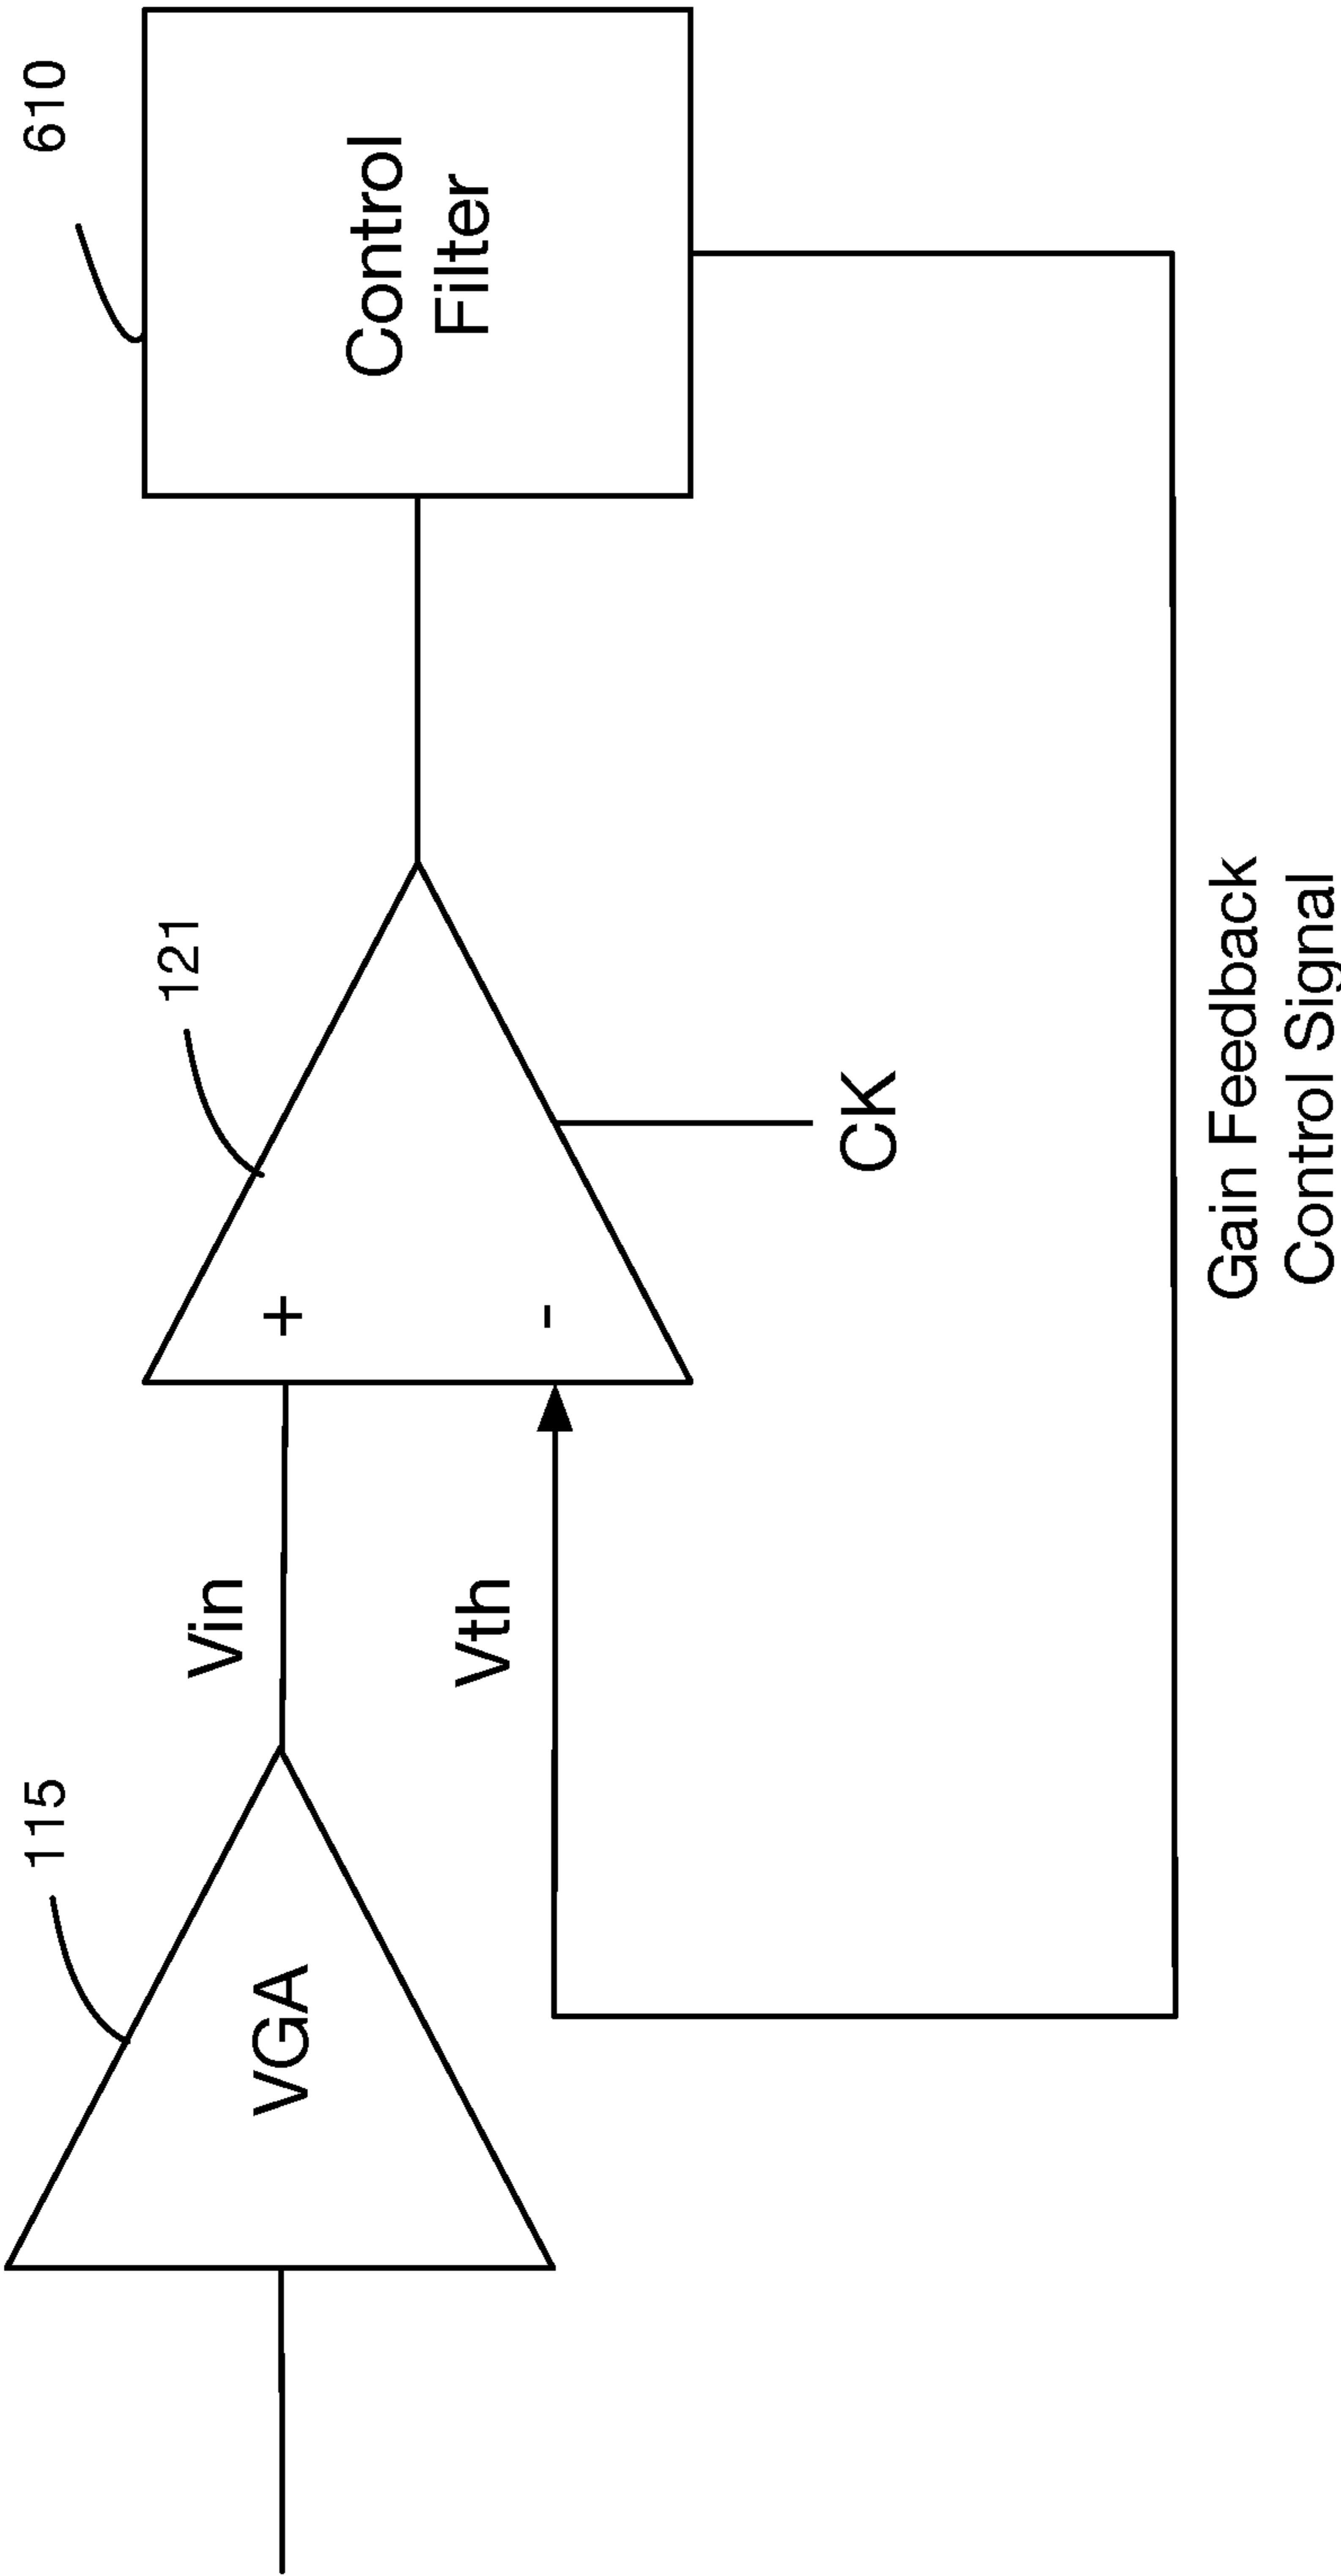 115
VGA
Vin
Vth
+
-
121
CK
610
Control
Filter
Gain Feedback
Control Signal